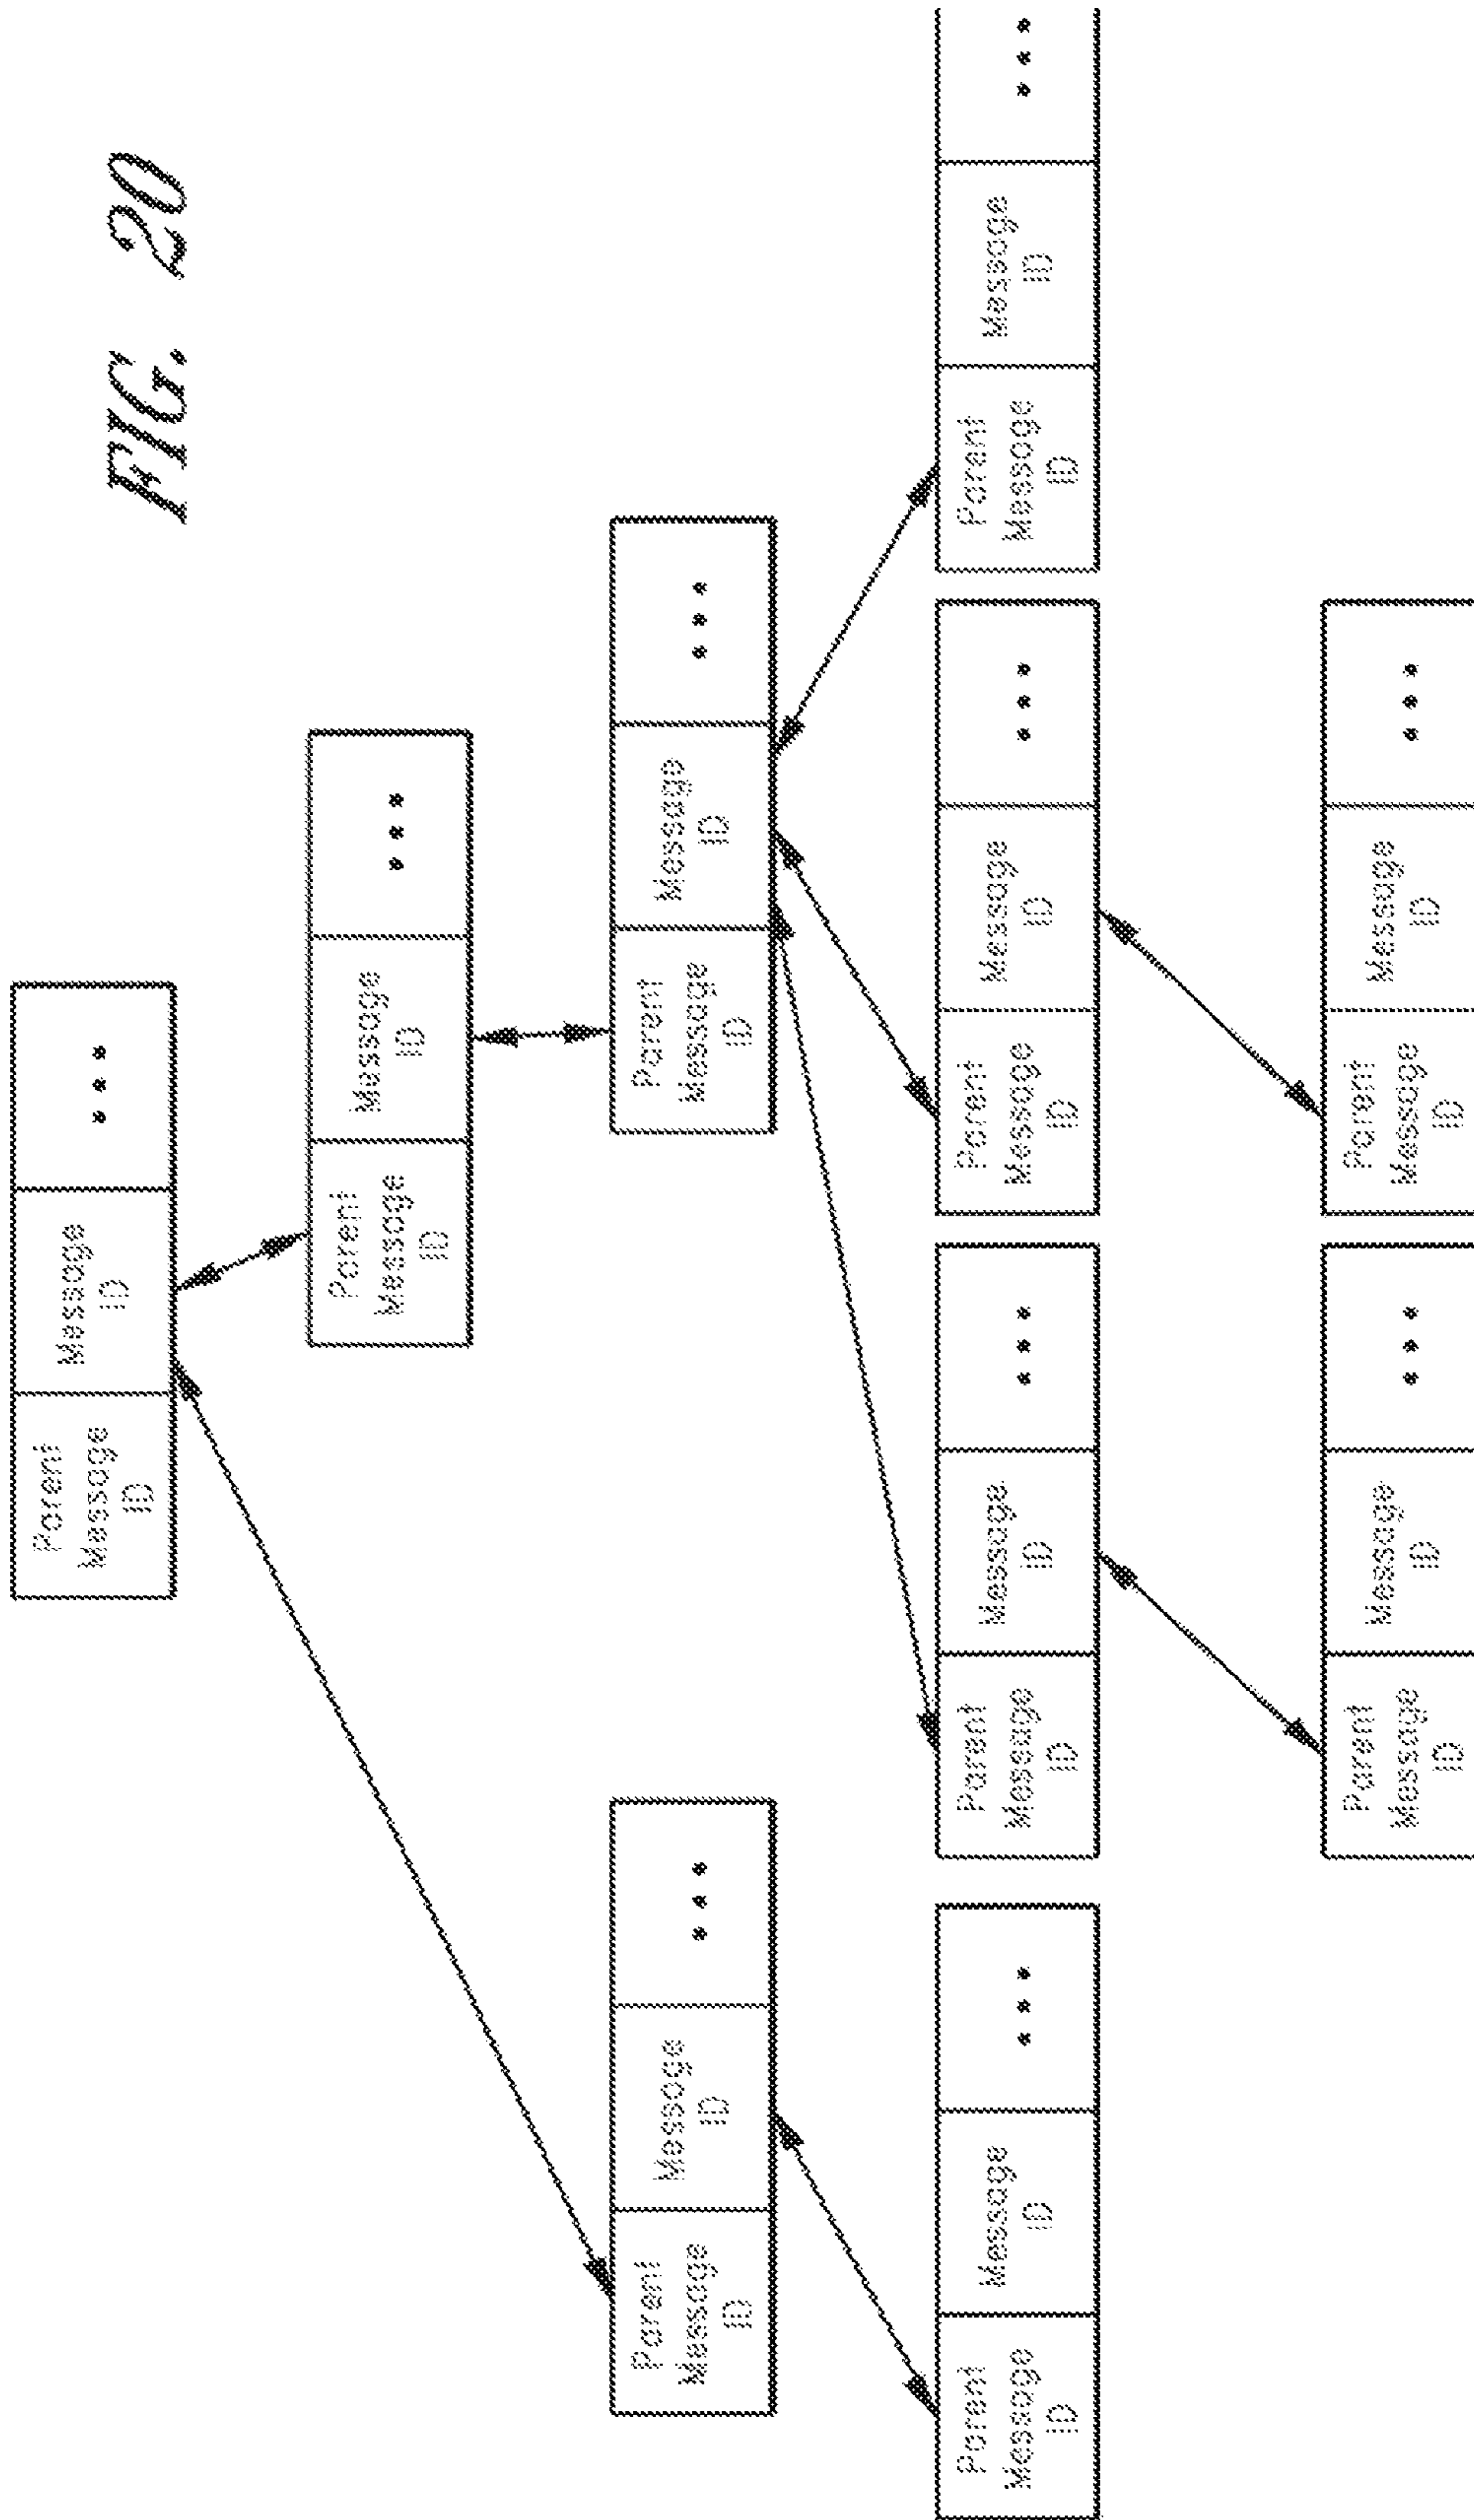 Parent
Message
ID
Message
ID
• • •
FIG. 20
Parent
Message
ID
Message
ID
• • •
Parent
Message
ID
Message
ID
• • •
Parent
Message
ID
Message
ID
• • •
Parent
Message
ID
Message
ID
• • •
Parent
Message
ID
Message
ID
• • •
Parent
Message
ID
Message
ID
• • •
Parent
Message
ID
Message
ID
• • •
Parent
Message
ID
Message
ID
• • •
Parent
Message
ID
Message
ID
• • •